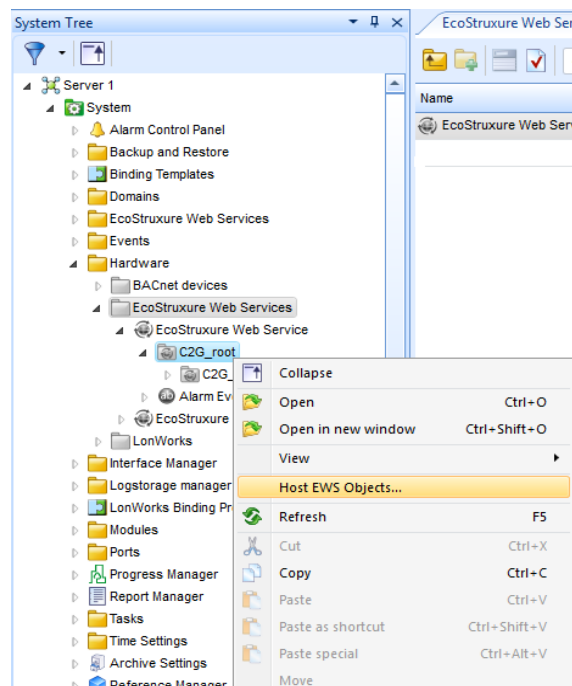 System Tree
EcoStruxure Web Ser
Server 1
Name
System
EcoStruxure Web Serv
Alarm Control Panel
Backup and Restore
Binding Templates
Domains
EcoStruxure Web Services
Events
Hardware
BACnet devices
EcoStruxure Web Services
EcoStruxure Web Service
C2G_root
C2G_
Collapse
Alarm Ev
Open Ctrl+O
EcoStruxure
Open in new window Ctrl+Shift+O
LonWorks
View
Interface Manager
Logstorage manager
Host EWS Objects...
LonWorks Binding Pr
Refresh F5
Modules
Cut Ctrl+X
Ports
Progress Manager
Copy Ctrl+C
Report Manager
Paste Ctrl+V
Tasks
Paste as shortcut Ctrl+Shift+V
Time Settings
Paste special Ctrl+Alt+V
Archive Settings
Reference Manager
Move